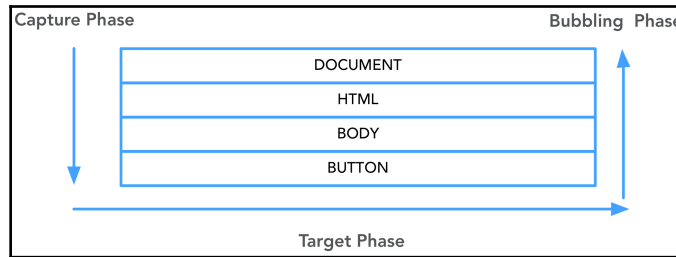 Capture Phase
Bubbling Phase
DOCUMENT
HTML
BODY
BUTTON
Target Phase